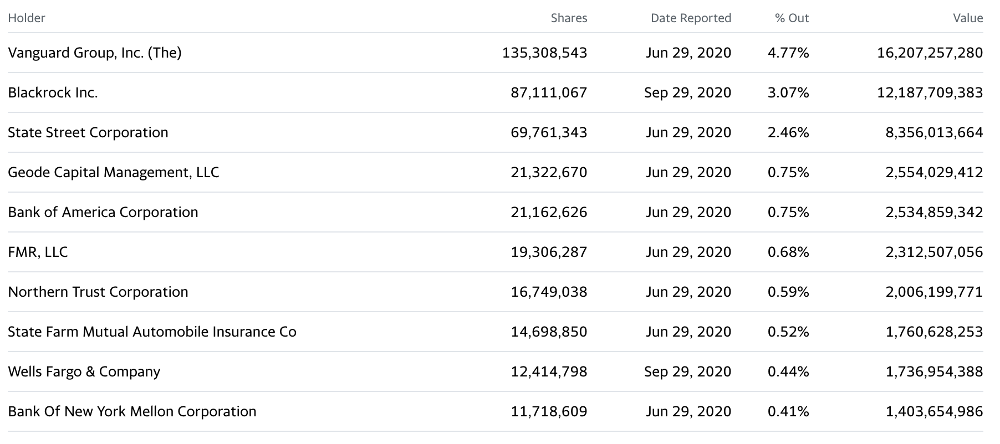 Holder Shares Date Reported % Out Value
Vanguard Group, Inc. (The) 135,308,543 Jun 29, 2020 4.77% 16,207,257,280
Blackrock Inc. 87,111,067 Sep 29, 2020 3.07% 12,187,709,383
State Street Corporation 69,761,343 Jun 29, 2020 2.46% 8,356,013,664
Geode Capital Management, LLC 21,322,670 Jun 29, 2020 0.75% 2,554,029,412
Bank of America Corporation 21,162,626 Jun 29, 2020 0.75% 2,534,859,342
FMR, LLC 19,306,287 Jun 29, 2020 0.68% 2,312,507,056
Northern Trust Corporation 16,749,038 Jun 29, 2020 0.59% 2,006,199,771
State Farm Mutual Automobile Insurance Co 14,698,850 Jun 29, 2020 0.52% 1,760,628,253
Wells Fargo & Company 12,414,798 Sep 29, 2020 0.44% 1,736,954,388
Bank Of New York Mellon Corporation 11,718,609 Jun 29, 2020 0.41% 1,403,654,986